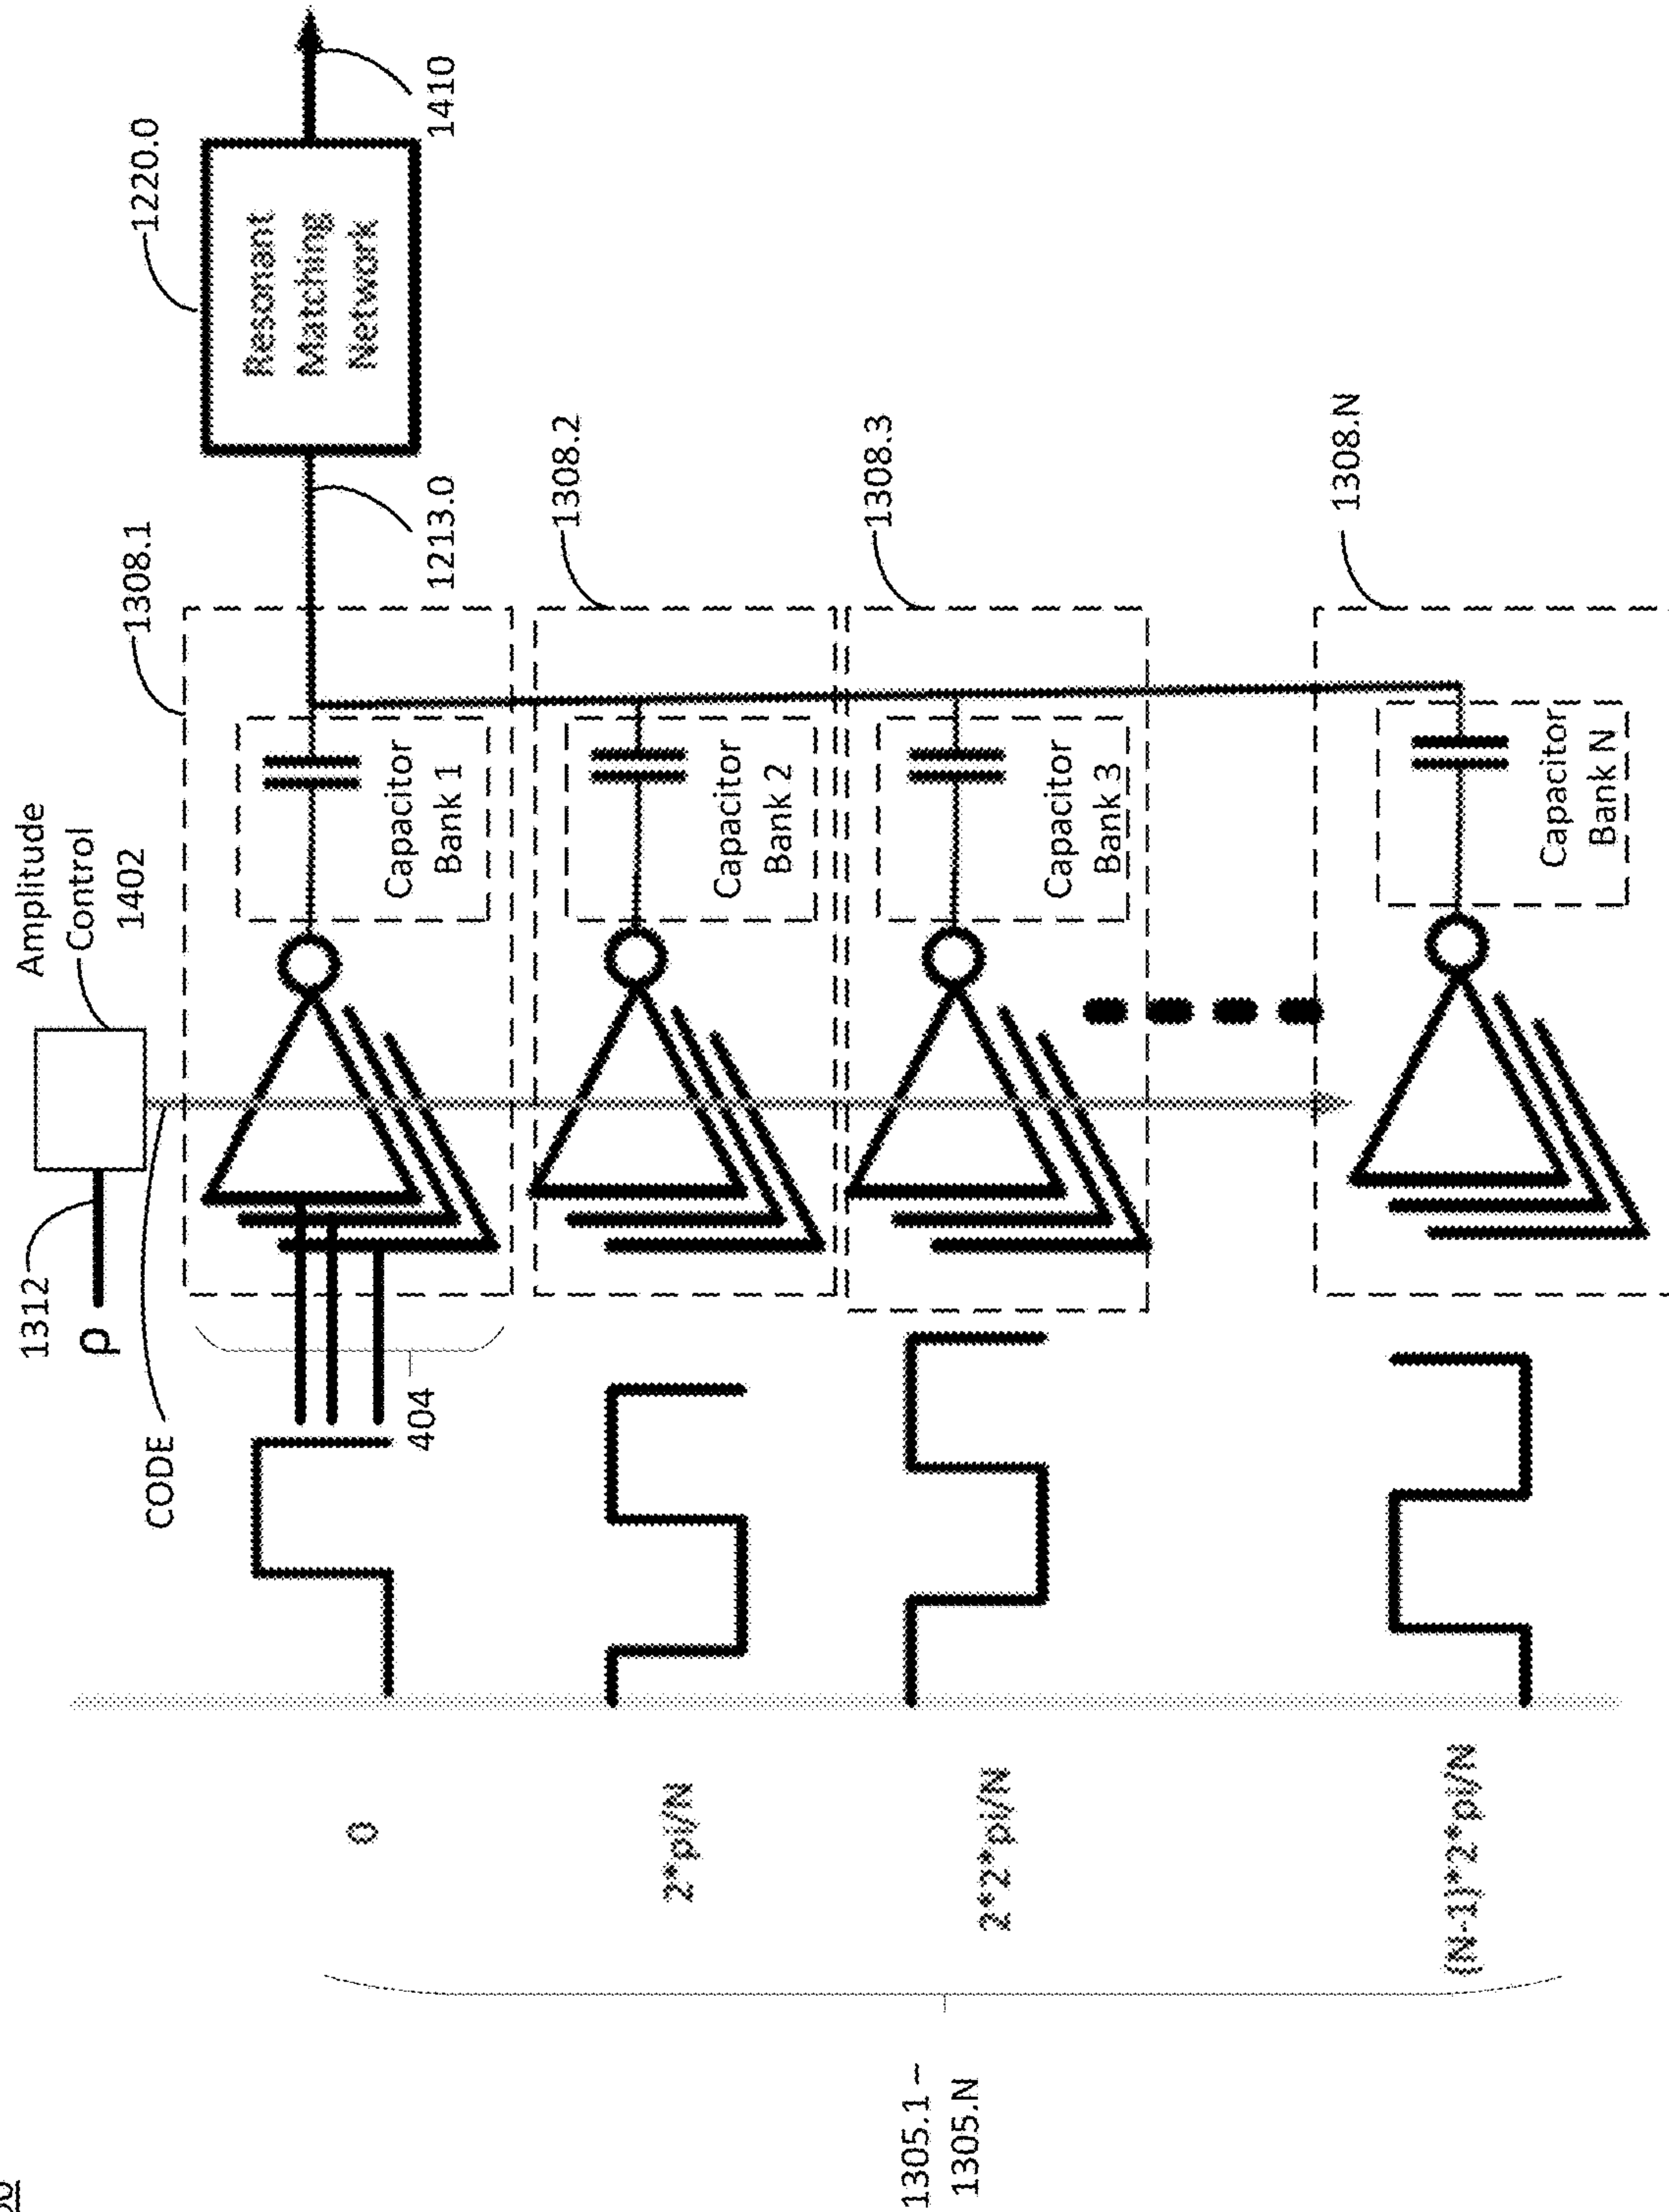 Amplitude
Control
1402
1312
ρ
CODE
404
1308.1
1220.0
Resonant
Matching
Network
1410
1213.0
Capacitor
Bank 1
1308.2
Capacitor
Bank 2
1308.3
Capacitor
Bank 3
1308.N
Capacitor
Bank N
0
2*pi/N
2*2*pi/N
(N-1)*2*pi/N
1305.1 –
1305.N